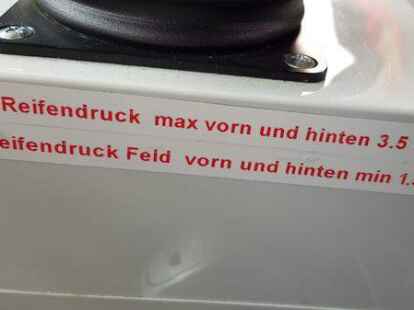 Reifendruck max vorn und hinten 3.5
eifendruck Feld vorn und hinten min 1.